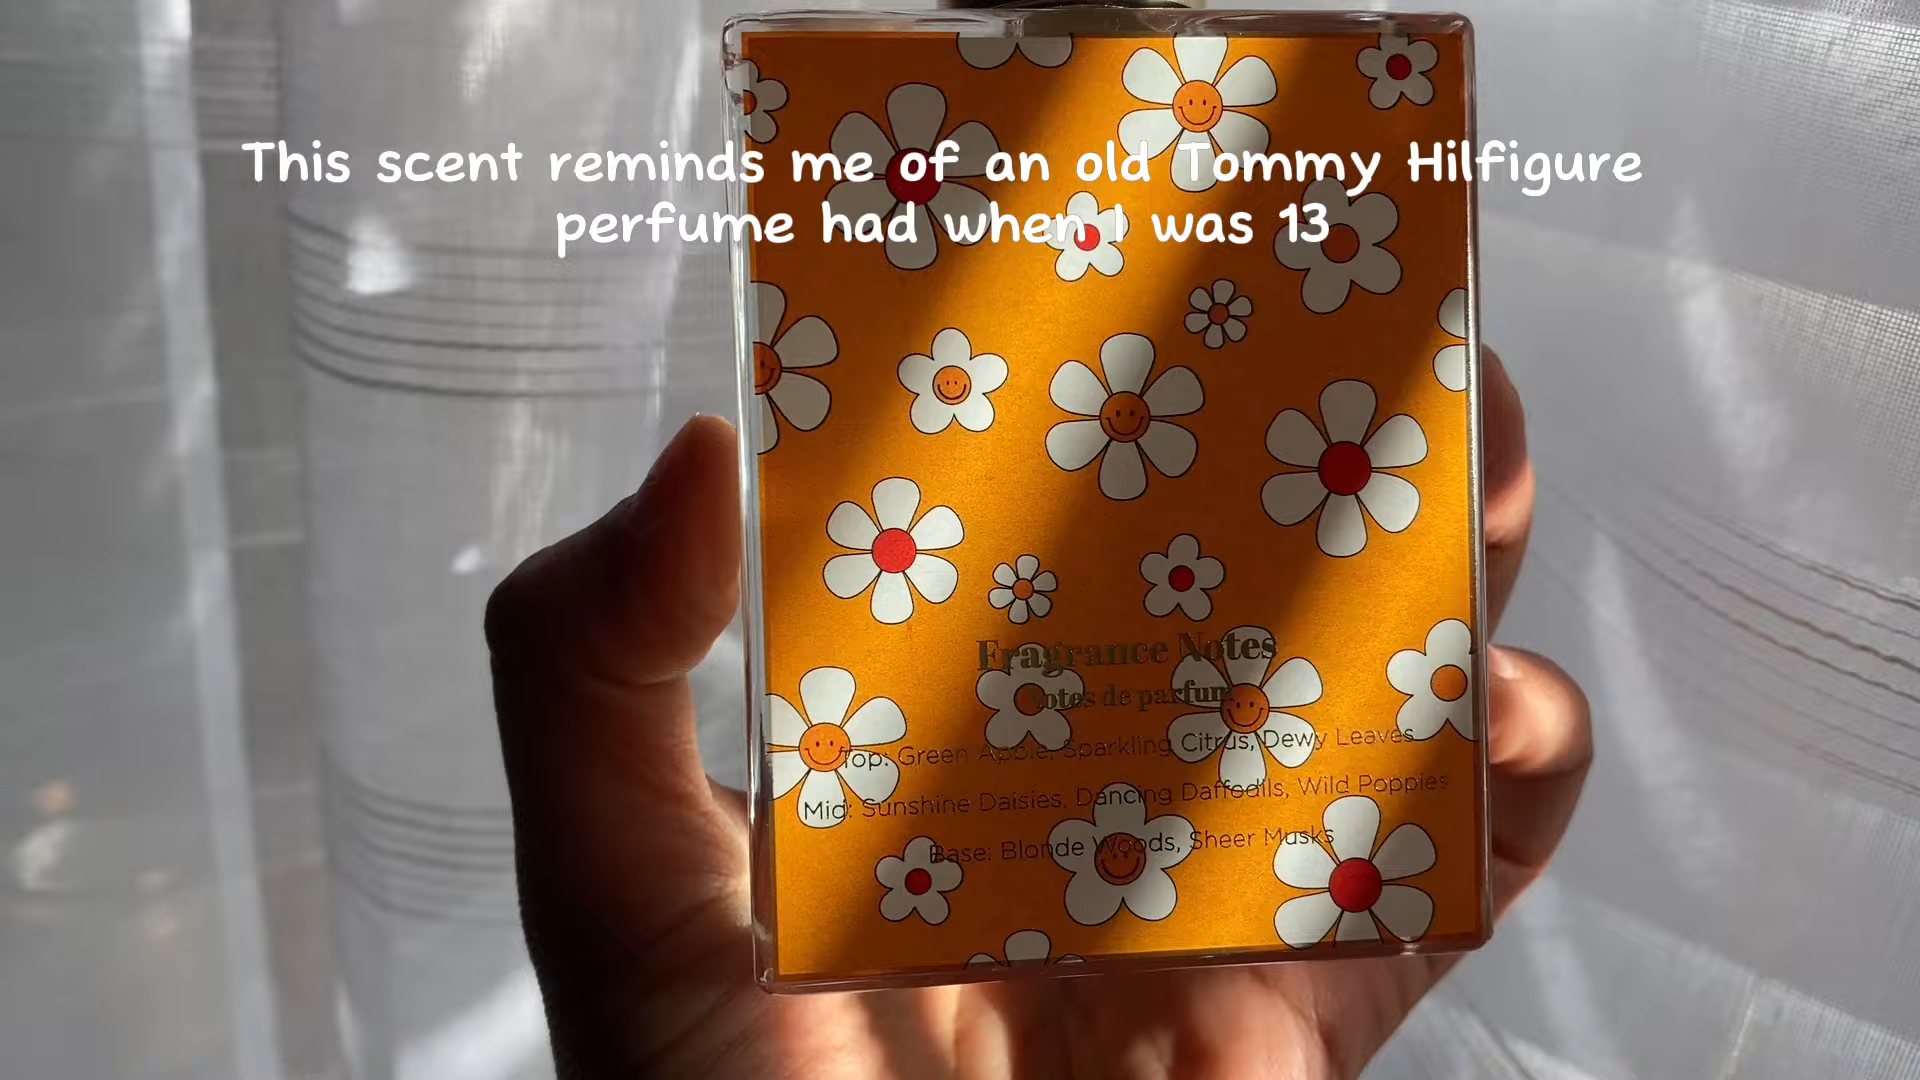 This scent reminds me of an old Tommy Hilfigure
perfume had when I was 13
Fragrance Notes
Notes de parfum
Top: Green Apple, Sparkling Citrus, Dewy Leaves
Mid: Sunshine Daisies, Dancing Daffodils, Wild Poppies
Base: Blonde Woods, Sheer Musks